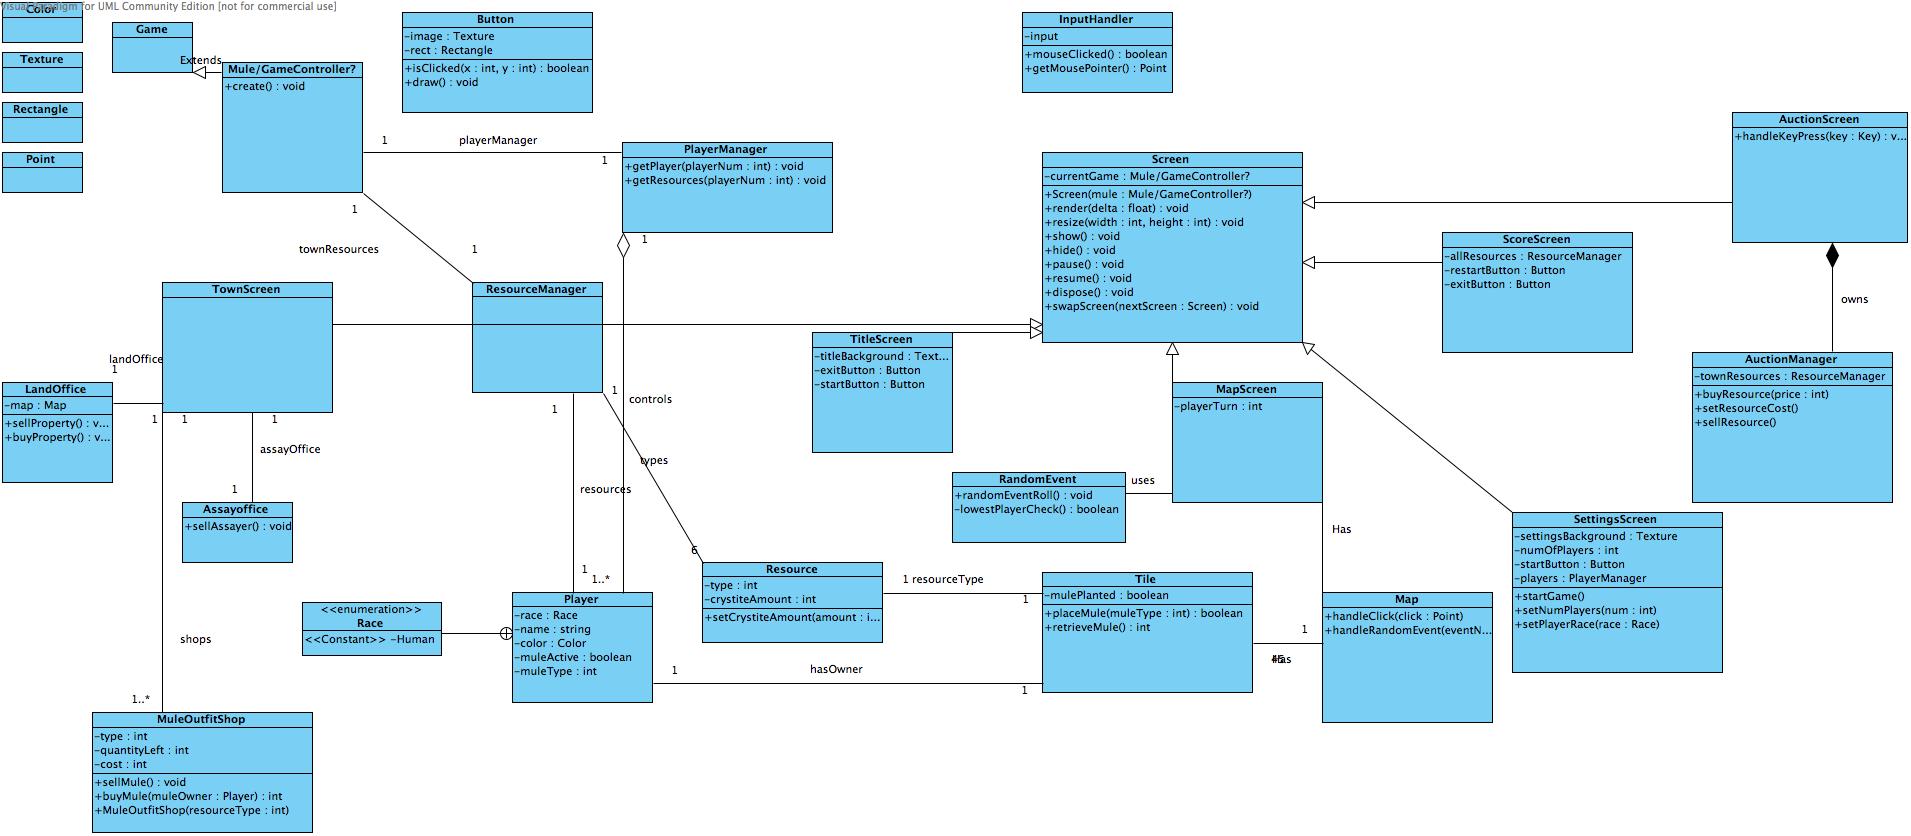 Visual Paradigm for UML Community Edition [not for commercial use]
Color
Texture
Rectangle
Point
Game
Extends
Mule/GameController?
+create() : void
Button
-image : Texture
-rect : Rectangle
+isClicked(x : int, y : int) : boolean
+draw() : void
InputHandler
-input
+mouseClicked() : boolean
+getMousePointer() : Point
1
playerManager
1
PlayerManager
+getPlayer(playerNum : int) : void
+getResources(playerNum : int) : void
1
Screen
-currentGame : Mule/GameController?
+Screen(mule : Mule/GameController?)
+render(delta : float) : void
+resize(width : int, height : int) : void
+show() : void
+hide() : void
+pause() : void
+resume() : void
+dispose() : void
+swapScreen(nextScreen : Screen) : void
AuctionScreen
+handleKeyPress(key : Key) : v...
ScoreScreen
-allResources : ResourceManager
-restartButton : Button
-exitButton : Button
owns
AuctionManager
-townResources : ResourceManager
+buyResource(price : int)
+setResourceCost()
+sellResource()
1
townResources
1
TownScreen
ResourceManager
1
1
controls
types
resources
6
1
1..*
TitleScreen
-titleBackground : Text...
-exitButton : Button
-startButton : Button
MapScreen
-playerTurn : int
RandomEvent
+randomEventRoll() : void
-lowestPlayerCheck() : boolean
uses
Has
SettingsScreen
-settingsBackground : Texture
-numOfPlayers : int
-startButton : Button
-players : PlayerManager
+startGame()
+setNumPlayers(num : int)
+setPlayerRace(race : Race)
landOffice
1
LandOffice
-map : Map
+sellProperty() : v...
+buyProperty() : v...
1
1
1
assayOffice
1
Assayoffice
+sellAssayer() : void
shops
1..*
MuleOutfitShop
-type : int
-quantityLeft : int
-cost : int
+sellMule() : void
+buyMule(muleOwner : Player) : int
+MuleOutfitShop(resourceType : int)
<<enumeration>>
Race
<<Constant>> -Human
Player
-race : Race
-name : string
-color : Color
-muleActive : boolean
-muleType : int
Resource
-type : int
-crystiteAmount : int
+setCrystiteAmount(amount : i...
1 resourceType
1
1
hasOwner
1
Tile
-mulePlanted : boolean
+placeMule(muleType : int) : boolean
+retrieveMule() : int
1
Map
+handleClick(click : Point)
+handleRandomEvent(eventN...